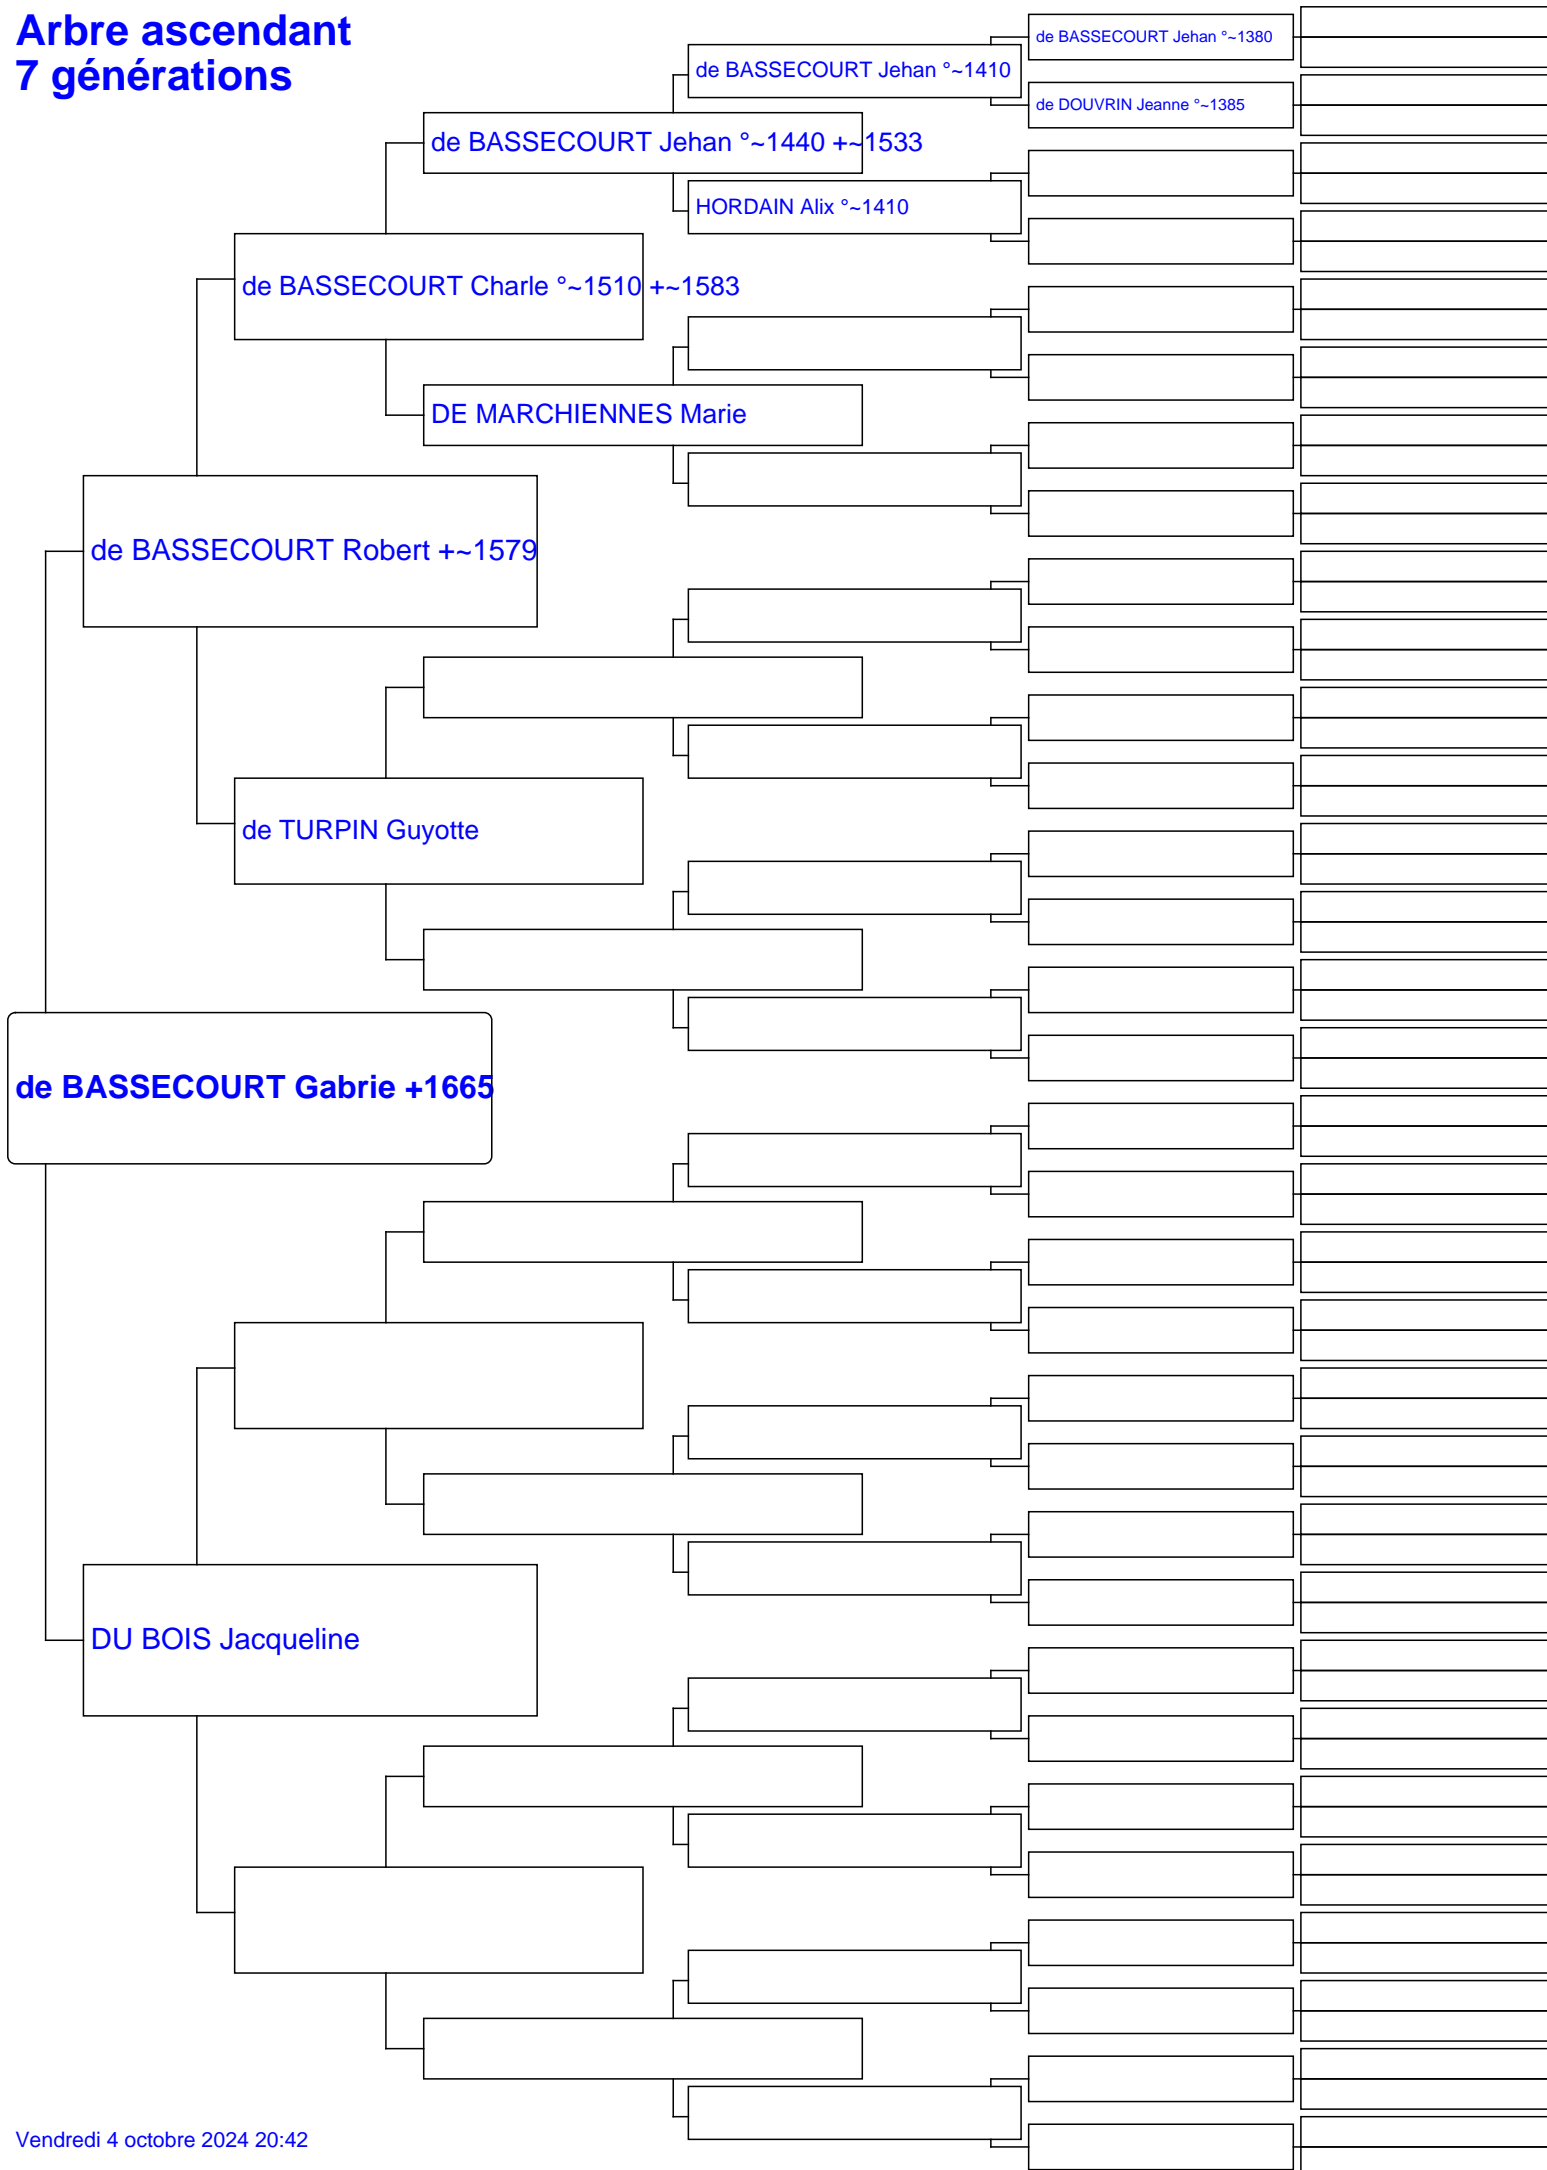 Arbre ascendant
7 générations
de BASSECOURT Jehan °~1380
de BASSECOURT Jehan °~1410
de DOUVRIN Jeanne °~1385
de BASSECOURT Jehan °~1440 +~1533
HORDAIN Alix °~1410
de BASSECOURT Charle °~1510 +~1583
DE MARCHIENNES Marie
de BASSECOURT Robert +~1579
de TURPIN Guyotte
de BASSECOURT Gabrie +1665
DU BOIS Jacqueline
Vendredi 4 octobre 2024 20:42